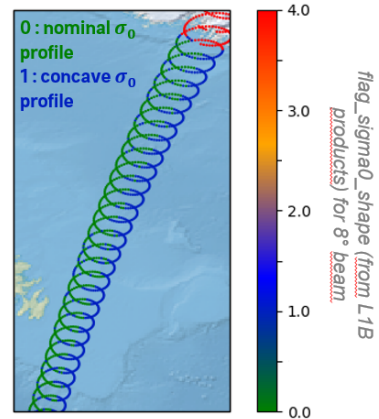 0 : nominal σ₀
profile
1: concave σ₀
profile
4.0
3.0
2.0
1.0
0.0
flag_sigma0_shape (from L1B
products) for 8° beam